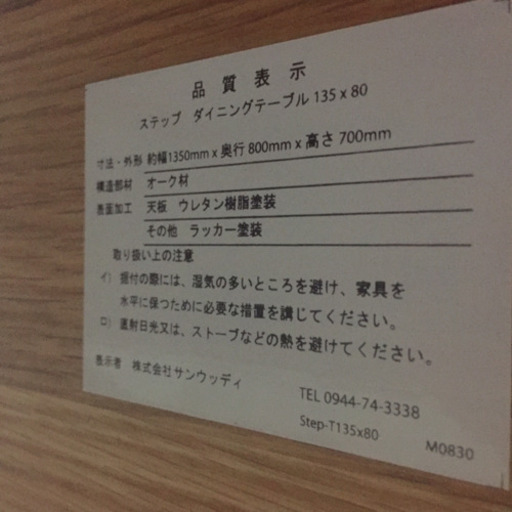 品質表示
ステップ ダイニングテーブル 135 x 80
寸法・外形 約幅1350mm x 奥行 800mm x 高さ 700mm
構造部材 オーク材
表面加工 天板 ウレタン樹脂塗装
その他 ラッカー塗装
取り扱い上の注意
イ) 据付の際には、湿気の多いところを避け、家具を
水平に保つために必要な措置を講じてください。
ロ) 直射日光又は、ストーブなどの熱を避けてください。
表示者 株式会社サンウッディ
TEL 0944-74-3338
Step-T135x80
M0830